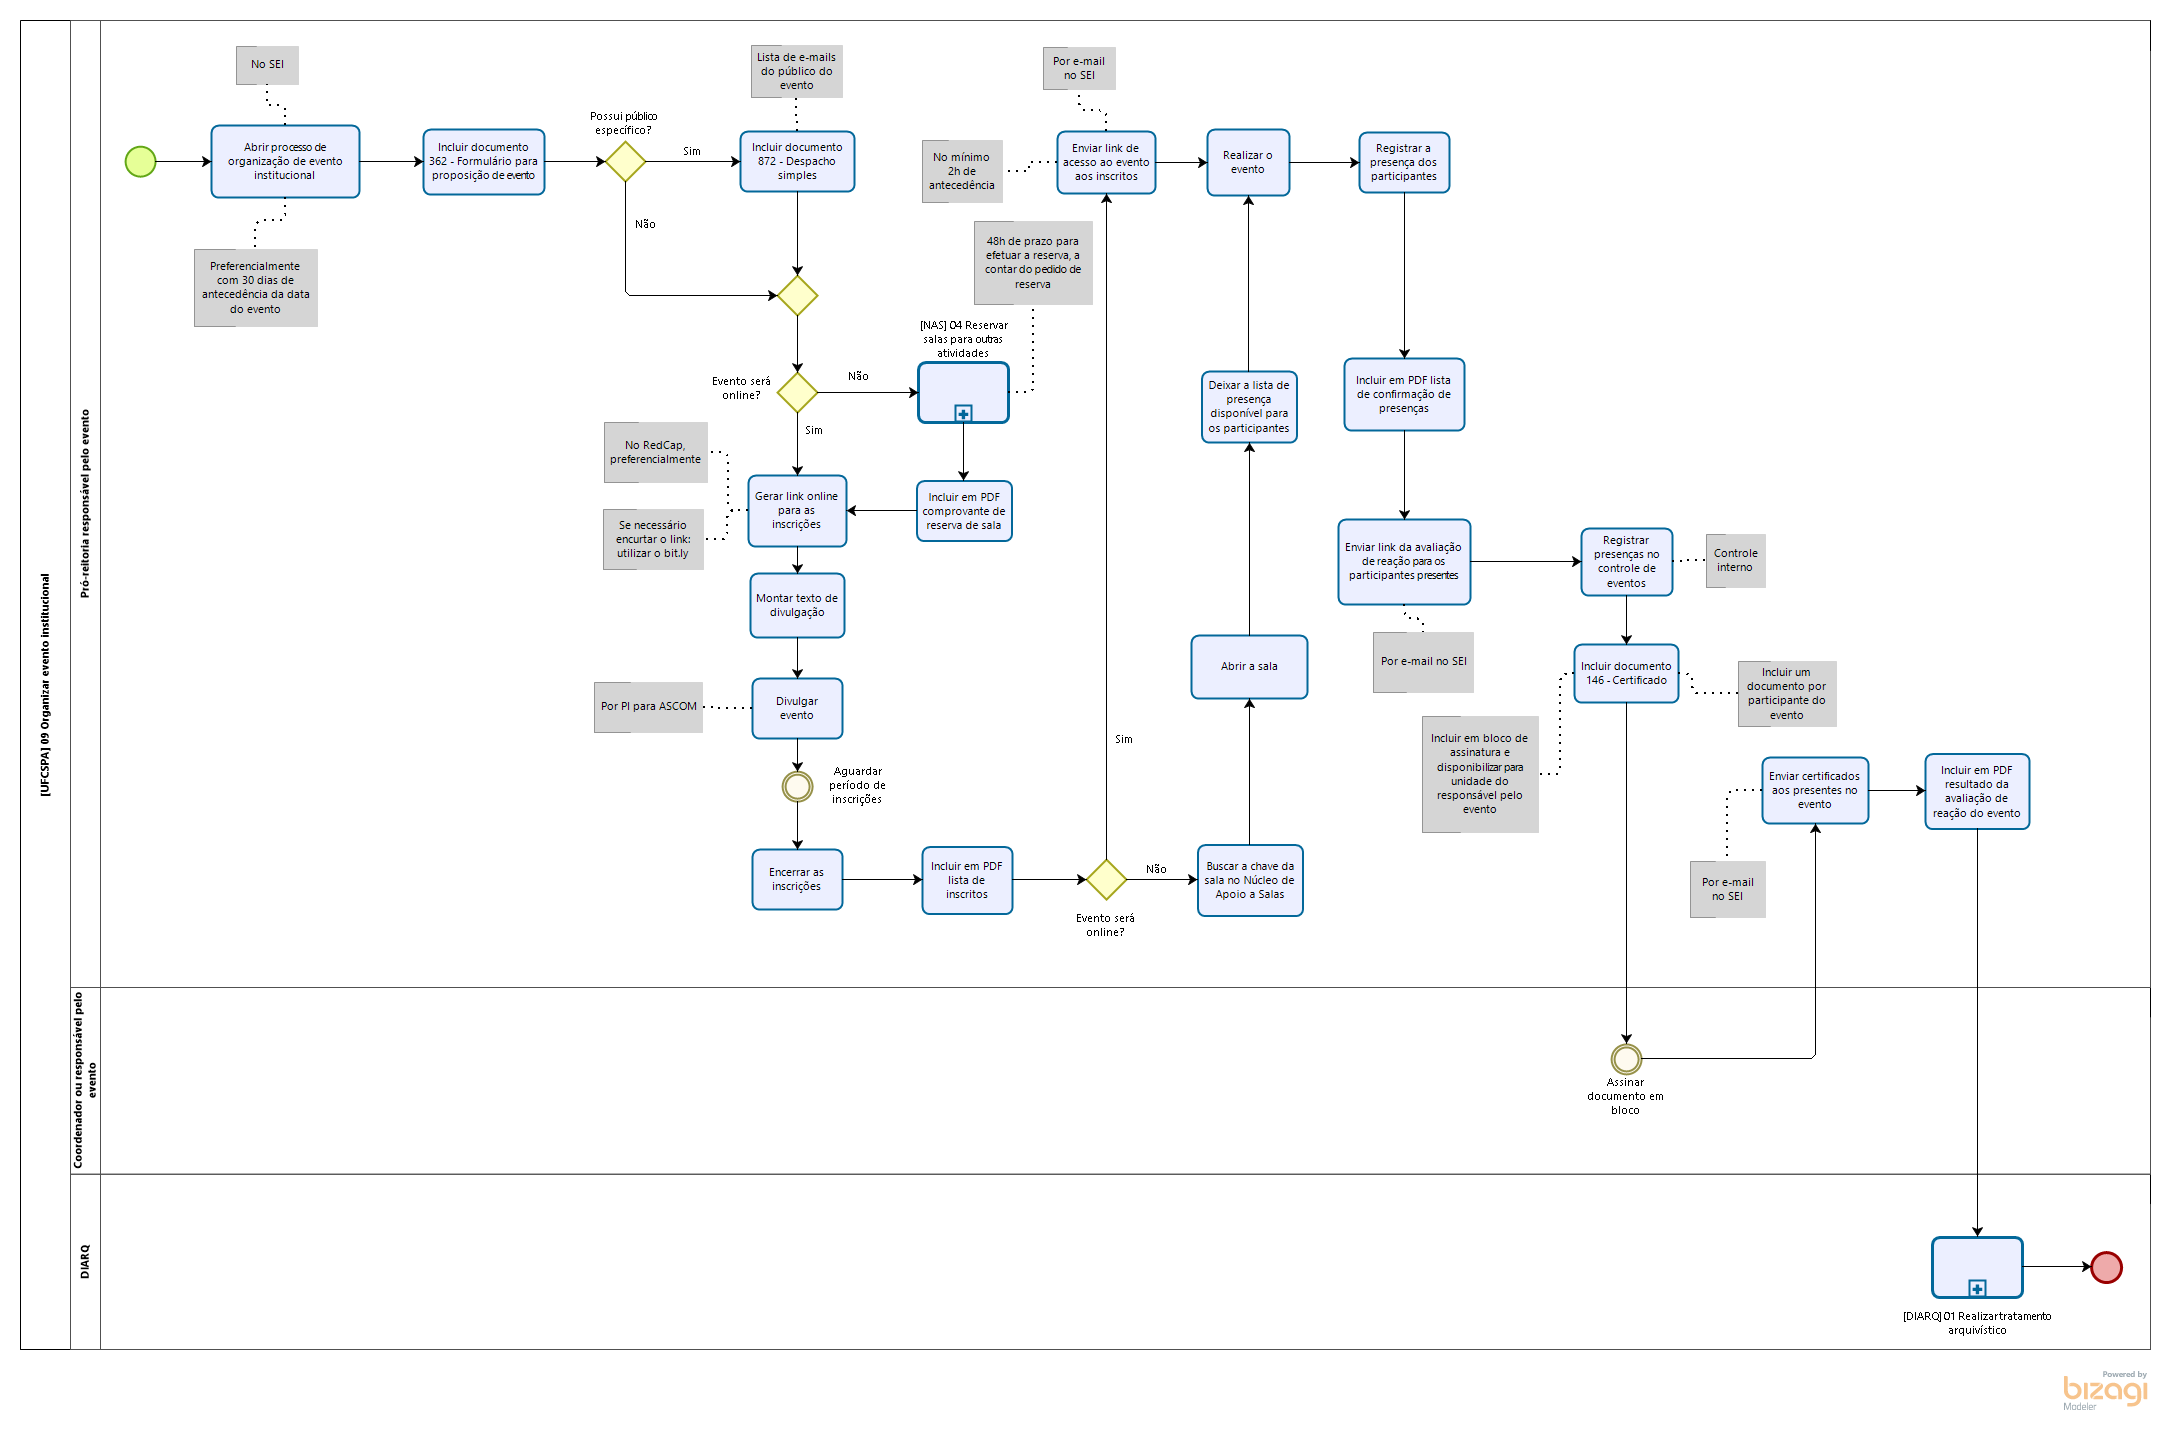 [UFCSPA] 09 Organizar evento institucional
Pró-reitoria responsável pelo evento
No SEI
Abrir processo de
organização de evento
institucional
Preferencialmente
com 30 dias de
antecedência da data
do evento
Incluir documento
362 - Formulário para
proposição de evento
Possui público
específico?
Sim
Não
Lista de e-mails
do público do
evento
Incluir documento
872 - Despacho
simples
Evento será
online?
Não
Sim
[NAS] 04 Reservar
salas para outras
atividades
48h de prazo para
efetuar a reserva, a
contar do pedido de
reserva
Incluir em PDF
comprovante de
reserva de sala
No RedCap,
preferencialmente
Se necessário
encurtar o link:
utilizar o bit.ly
Gerar link online
para as
inscrições
Montar texto de
divulgação
Por PI para ASCOM
Divulgar
evento
Aguardar
período de
inscrições
Encerrar as
inscrições
Incluir em PDF
lista de
inscritos
Evento será
online?
Sim
Não
Por e-mail
no SEI
No mínimo
2h de
antecedência
Enviar link de
acesso ao evento
aos inscritos
Buscar a chave da
sala no Núcleo de
Apoio a Salas
Abrir a sala
Deixar a lista de
presença
disponível para
os participantes
Realizar o
evento
Registrar a
presença dos
participantes
Incluir em PDF lista
de confirmação de
presenças
Enviar link da avaliação
de reação para os
participantes presentes
Por e-mail no SEI
Registrar
presenças no
controle de
eventos
Controle
interno
Incluir documento
146 - Certificado
Incluir um
documento por
participante do
evento
Incluir em bloco de
assinatura e
disponibilizar para
unidade do
responsável pelo
evento
Enviar certificados
aos presentes no
evento
Por e-mail
no SEI
Incluir em PDF
resultado da
avaliação de
reação do evento
Coordenador ou responsável pelo
evento
Assinar
documento em
bloco
DIARQ
[DIARQ] 01 Realizar tratamento
arquivístico
Powered by
bizagi
Modeler